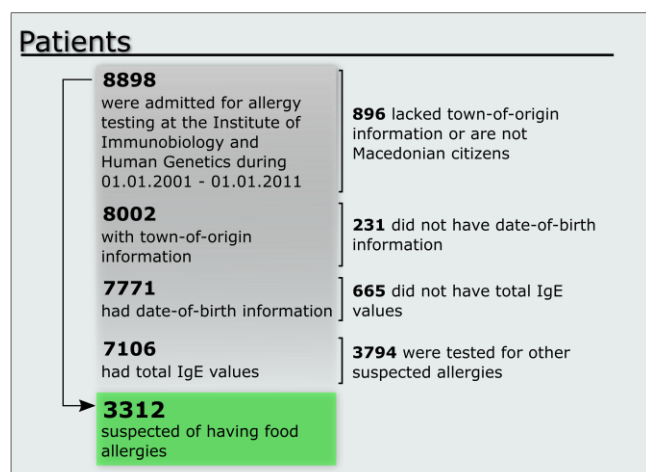 Patients
8898
were admitted for allergy
testing at the Institute of
Immunobiology and
Human Genetics during
01.01.2001 - 01.01.2011
896 lacked town-of-origin
information or are not
Macedonian citizens
8002
with town-of-origin
information
231 did not have date-of-birth
information
7771
had date-of-birth information
665 did not have total IgE
values
7106
had total IgE values
3794 were tested for other
suspected allergies
3312
suspected of having food
allergies